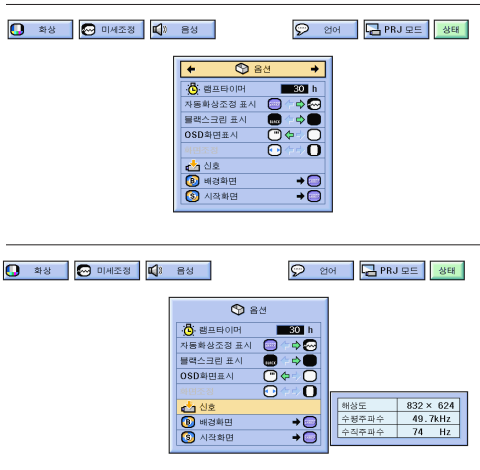 화상 미세조정 음성 언어 PRJ 모드 상태
옵션
램프타이머 30 h
자동화상조정 표시
블랙스크린 표시
OSD화면표시
신호
배경화면
시작화면
화상 미세조정 음성 언어 PRJ 모드 상태
옵션
램프타이머 30 h
자동화상조정 표시
블랙스크린 표시
OSD화면표시
신호
배경화면
시작화면
해상도 832 × 624
수평주파수 49.7kHz
수직주파수 74 Hz